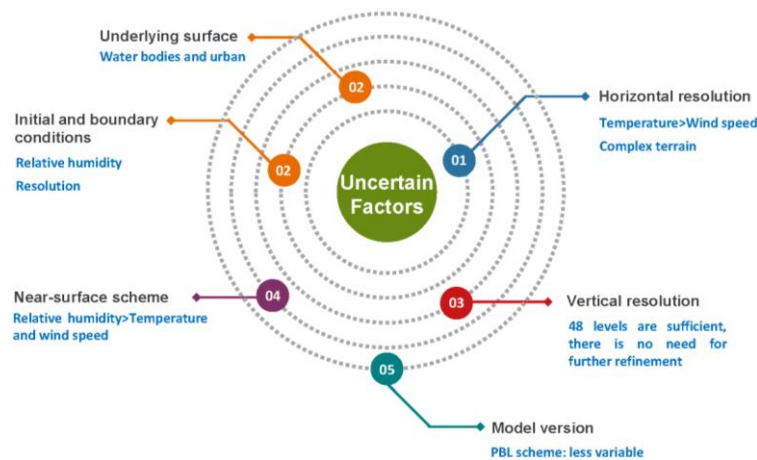 Underlying surface
Water bodies and urban
02
Horizontal resolution
Temperature>Wind speed
Complex terrain
01
Initial and boundary
conditions
Relative humidity
Resolution
02
Uncertain
Factors
Near-surface scheme
Relative humidity>Temperature
and wind speed
04
03
Vertical resolution
48 levels are sufficient,
there is no need for
further refinement
05
Model version
PBL scheme: less variable